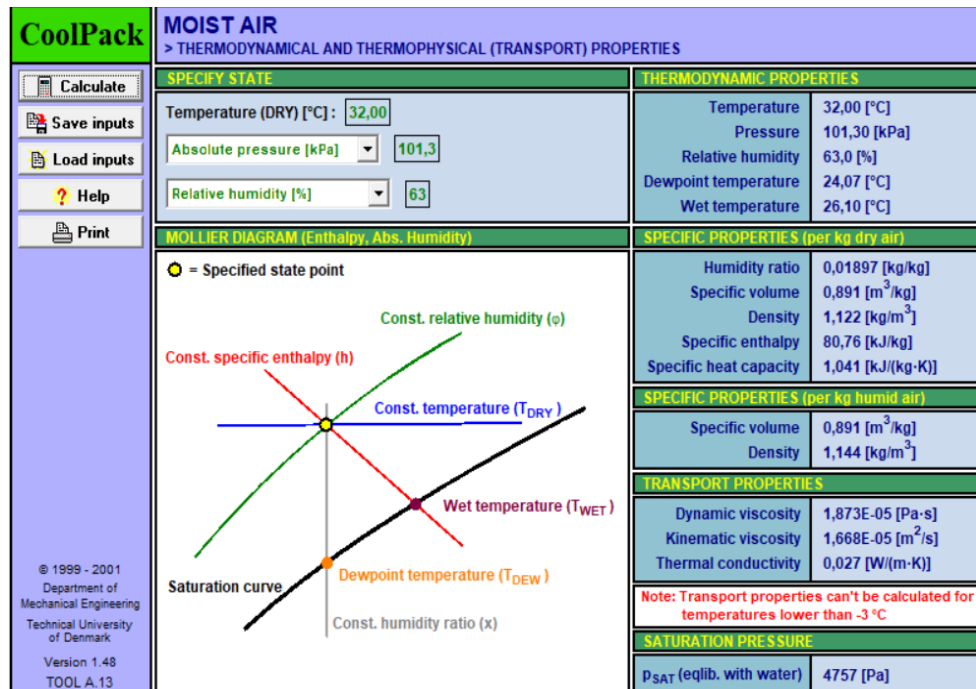 CoolPack
MOIST AIR
> THERMODYNAMICAL AND THERMOPHYSICAL (TRANSPORT) PROPERTIES
Calculate
Save inputs
Load inputs
? Help
Print
© 1999 - 2001
Department of
Mechanical Engineering
Technical University
of Denmark
Version 1.48
TOOL A.13
SPECIFY STATE
Temperature (DRY) [°C] : 32,00
Absolute pressure [kPa] 101,3
Relative humidity [%] 63
MOLLIER DIAGRAM (Enthalpy, Abs. Humidity)
= Specified state point
Const. relative humidity (φ)
Const. specific enthalpy (h)
Const. temperature (T_DRY )
Wet temperature (T_WET )
Dewpoint temperature (T_DEW )
Saturation curve
Const. humidity ratio (x)
THERMODYNAMIC PROPERTIES
Temperature 32,00 [°C]
Pressure 101,30 [kPa]
Relative humidity 63,0 [%]
Dewpoint temperature 24,07 [°C]
Wet temperature 26,10 [°C]
SPECIFIC PROPERTIES (per kg dry air)
Humidity ratio 0,01897 [kg/kg]
Specific volume 0,891 [m³/kg]
Density 1,122 [kg/m³]
Specific enthalpy 80,76 [kJ/kg]
Specific heat capacity 1,041 [kJ/(kg·K)]
SPECIFIC PROPERTIES (per kg humid air)
Specific volume 0,891 [m³/kg]
Density 1,144 [kg/m³]
TRANSPORT PROPERTIES
Dynamic viscosity 1,873E-05 [Pa·s]
Kinematic viscosity 1,668E-05 [m²/s]
Thermal conductivity 0,027 [W/(m·K)]
Note: Transport properties can't be calculated for
temperatures lower than -3 °C
SATURATION PRESSURE
p_SAT (eqlib. with water) 4757 [Pa]